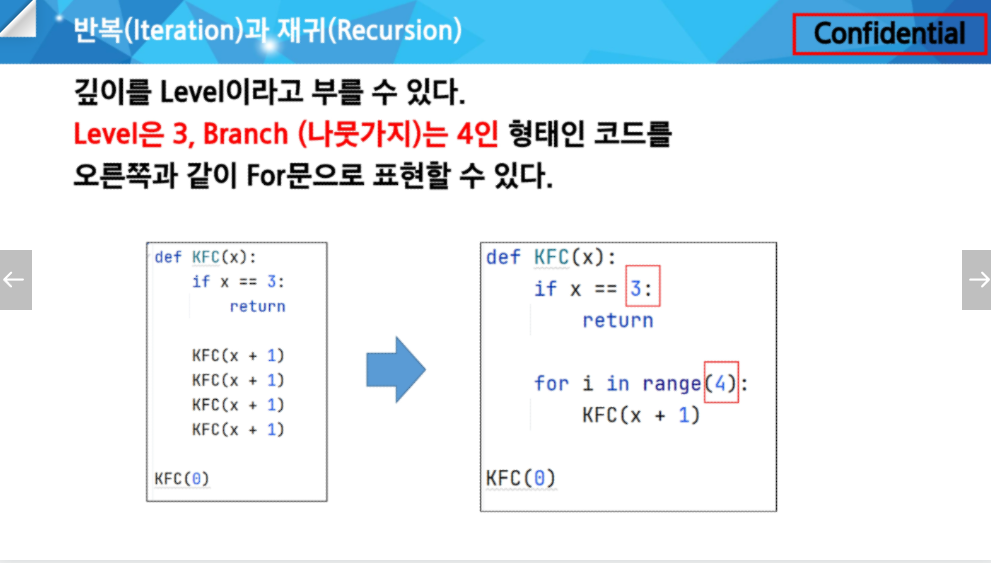 반복(Iteration)과 재귀(Recursion)
Confidential
깊이를 Level이라고 부를 수 있다.
Level은 3, Branch (나뭇가지)는 4인 형태인 코드를
오른쪽과 같이 For문으로 표현할 수 있다.
def KFC(x):
if x == 3:
return
KFC(x + 1)
KFC(x + 1)
KFC(x + 1)
KFC(x + 1)
KFC(0)
def KFC(x):
if x == 3:
return
for i in range(4):
KFC(x + 1)
KFC(0)